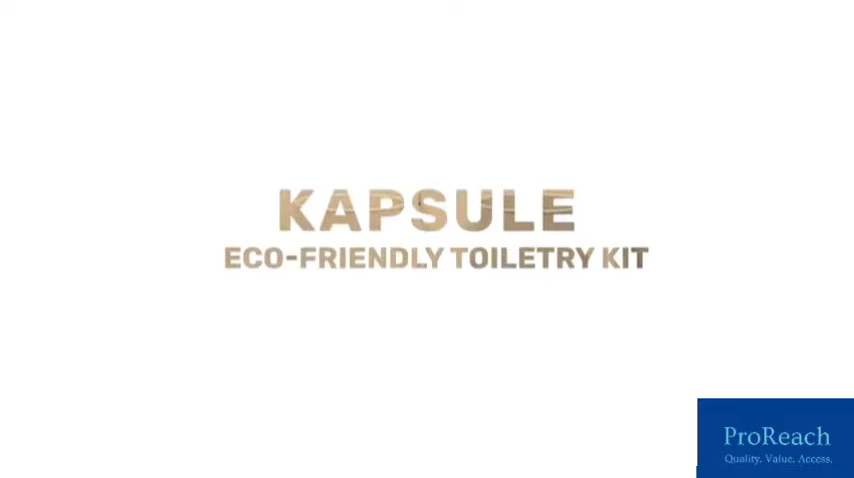 KAPSULE
ECO-FRIENDLY TOILETRY KIT
ProReach
Quality. Value. Access.